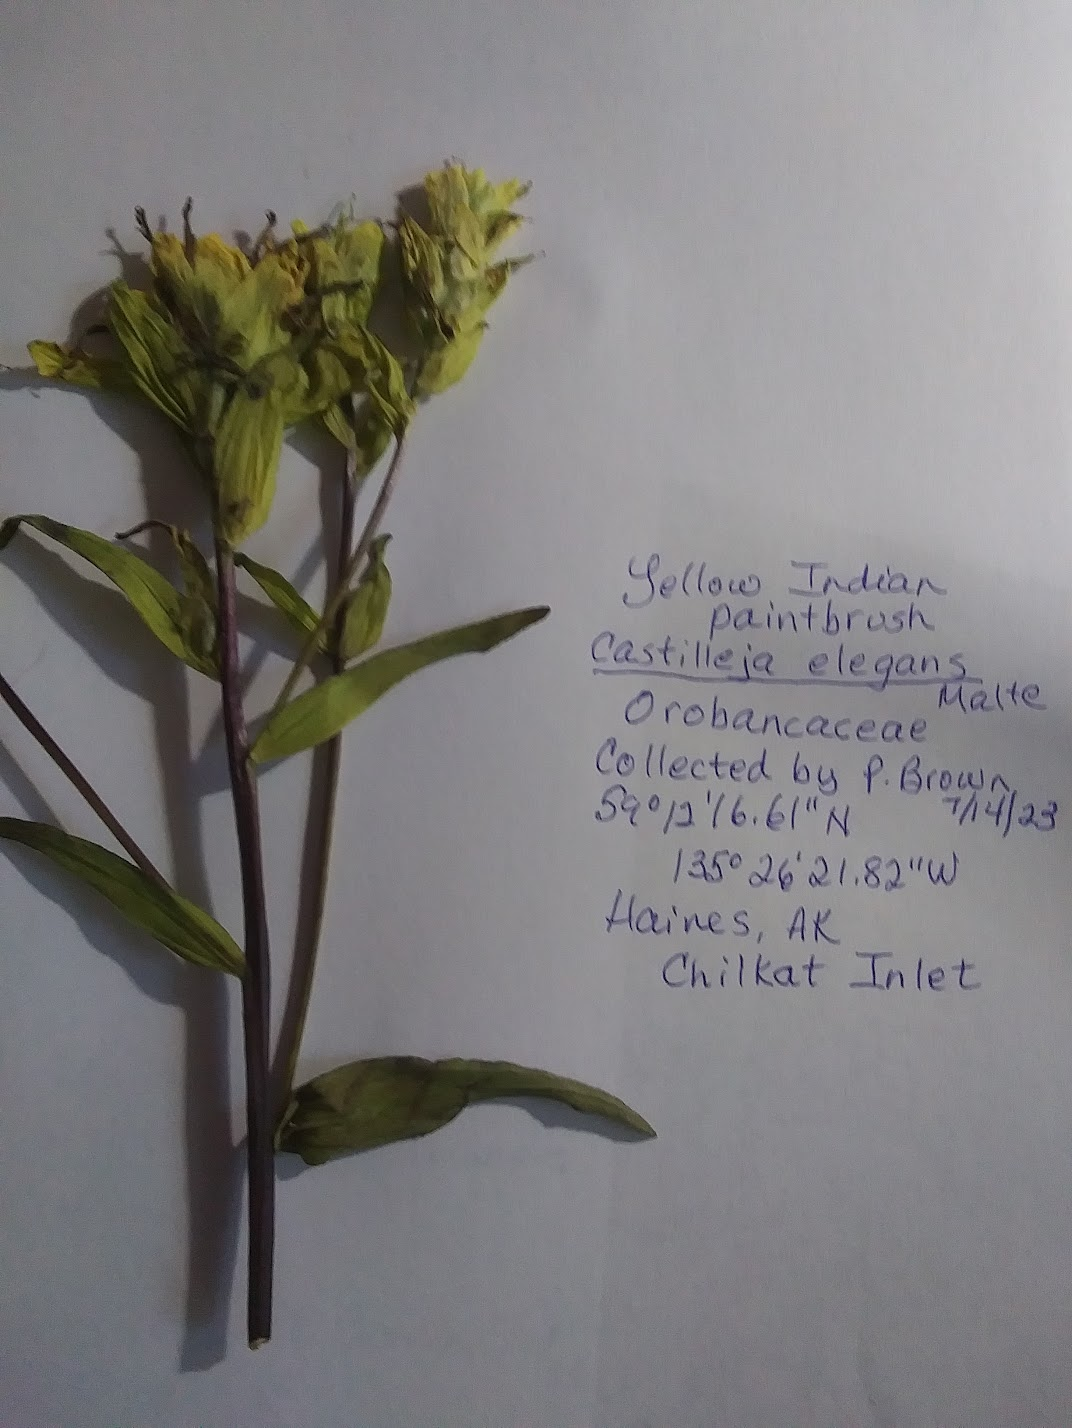 Yellow Indian
paintbrush
Castilleja elegans
Malte
Orobancaceae
Collected by P. Brown
59°12'16.61"N 7/14/23
135°26'21.82"W
Haines, AK
Chilkat Inlet